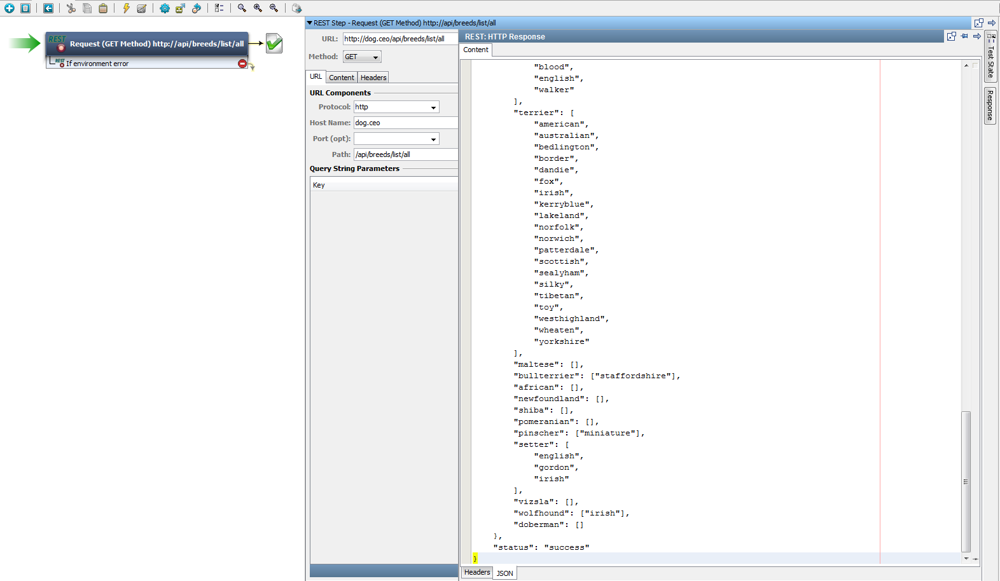 REST
Request (GET Method) http://api/breeds/list/all
REST
If environment error
REST Step - Request (GET Method) http://api/breeds/list/all
URL:
http://dog.ceo/api/breeds/list/all
Method:
GET
URL
Content
Headers
URL Components
Protocol:
http
Host Name:
dog.ceo
Port (opt):
Path:
/api/breeds/list/all
Query String Parameters
Key
REST: HTTP Response
Content
"blood",
"english",
"walker"
],
"terrier": [
"american",
"australian",
"bedlington",
"border",
"dandie",
"fox",
"irish",
"kerryblue",
"lakeland",
"norfolk",
"norwich",
"patterdale",
"scottish",
"sealyham",
"silky",
"tibetan",
"toy",
"westhighland",
"wheaten",
"yorkshire"
],
"maltese": [],
"bullterrier": ["staffordshire"],
"african": [],
"newfoundland": [],
"shiba": [],
"pomeranian": [],
"pinscher": ["miniature"],
"setter": [
"english",
"gordon",
"irish"
],
"vizsla": [],
"wolfhound": ["irish"],
"doberman": []
},
"status": "success"
}
Headers
JSON
Test State
Response